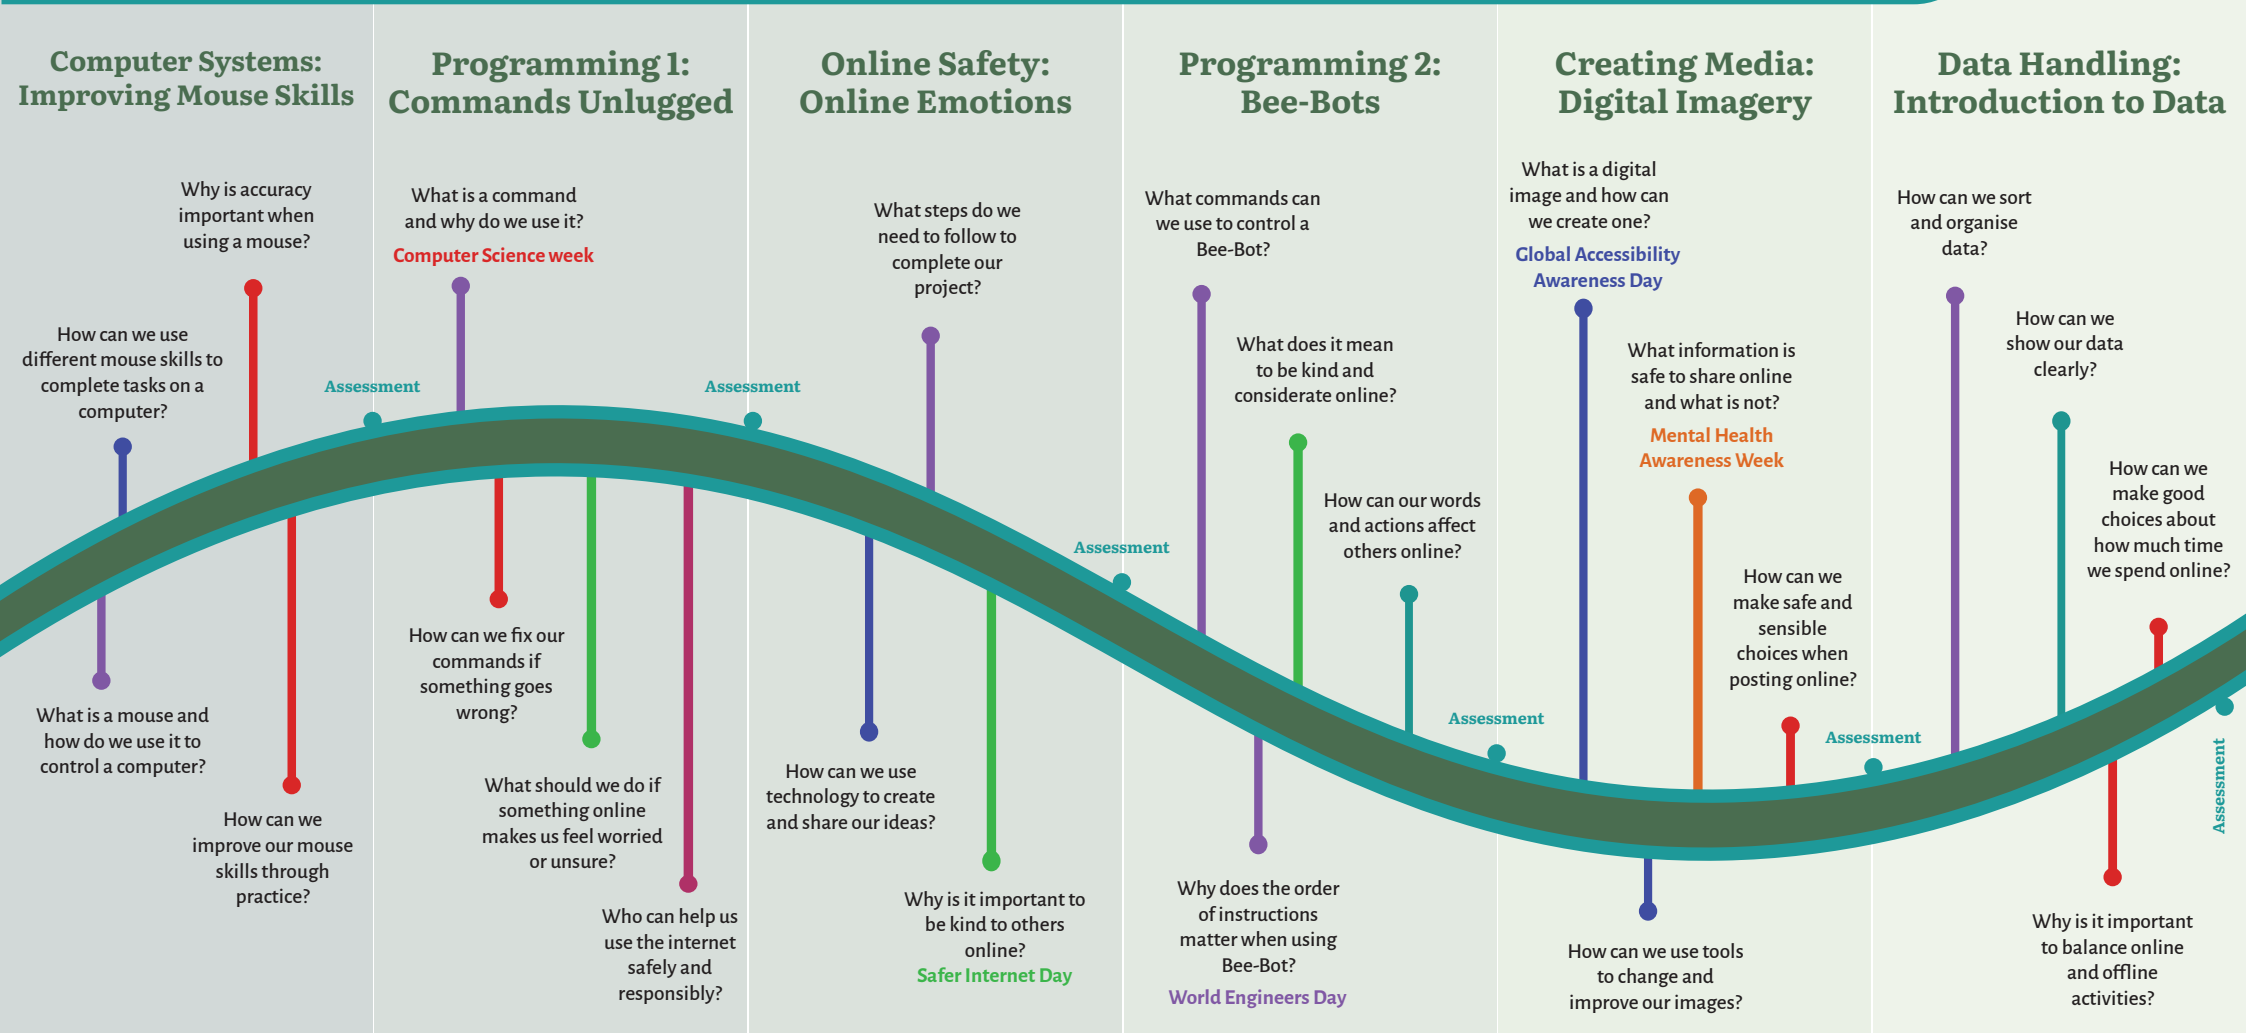 Computer Systems:
Improving Mouse Skills
Why is accuracy
important when
using a mouse?
How can we use
different mouse skills to
complete tasks on a
computer?
Assessment
What is a mouse and
how do we use it to
control a computer?
How can we
improve our mouse
skills through
practice?
Programming 1:
Commands Unlugged
What is a command
and why do we use it?
Computer Science week
Assessment
How can we fix our
commands if
something goes
wrong?
What should we do if
something online
makes us feel worried
or unsure?
Who can help us
use the internet
safely and
responsibly?
Online Safety:
Online Emotions
What steps do we
need to follow to
complete our
project?
Assessment
How can we use
technology to create
and share our ideas?
Why is it important to
be kind to others
online?
Safer Internet Day
Programming 2:
Bee-Bots
What commands can
we use to control a
Bee-Bot?
What does it mean
to be kind and
considerate online?
How can our words
and actions affect
others online?
Assessment
Why does the order
of instructions
matter when using
Bee-Bot?
World Engineers Day
Creating Media:
Digital Imagery
What is a digital
image and how can
we create one?
Global Accessibility
Awareness Day
What information is
safe to share online
and what is not?
Mental Health
Awareness Week
How can we
make safe and
sensible
choices when
posting online?
Assessment
How can we use tools
to change and
improve our images?
Data Handling:
Introduction to Data
How can we sort
and organise
data?
How can we
show our data
clearly?
How can we
make good
choices about
how much time
we spend online?
Assessment
Why is it important
to balance online
and offline
activities?